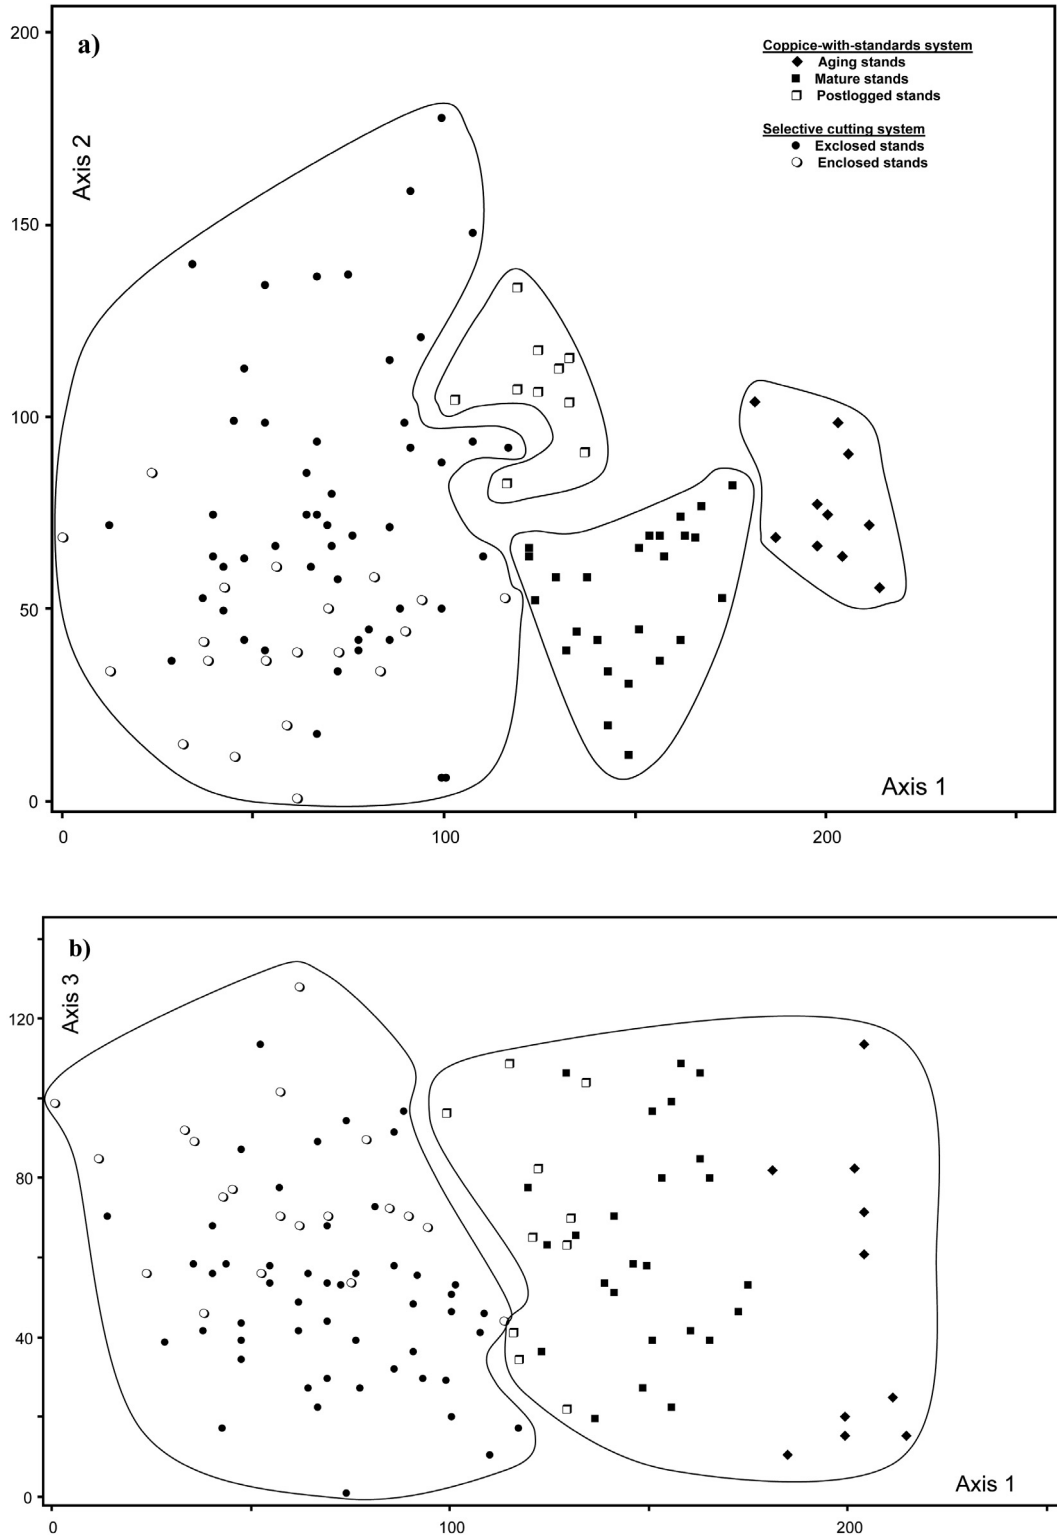 a)
Axis 2
200
150
100
50
0
Coppice-with-standards system
Aging stands
Mature stands
Postlogged stands
Selective cutting system
Exclosed stands
Enclosed stands
Axis 1
0 100 200
b)
Axis 3
120
80
40
0
Axis 1
0 100 200